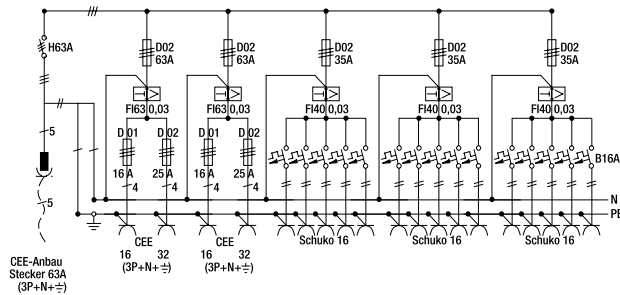 H63A
D02
63A
D02
63A
D02
35A
D02
35A
D02
35A
FI63 0,03
FI63 0,03
FI40 0,03
FI40 0,03
FI40 0,03
D 01
D 02
D 01
D 02
B16A
16 A
25 A
16 A
25 A
5
4
4
4
4
5
N
PE
CEE
16
32
(3P+N+⏚)
CEE
16
32
(3P+N+⏚)
Schuko 16
Schuko 16
Schuko 16
CEE-Anbau
Stecker 63A
(3P+N+⏚)